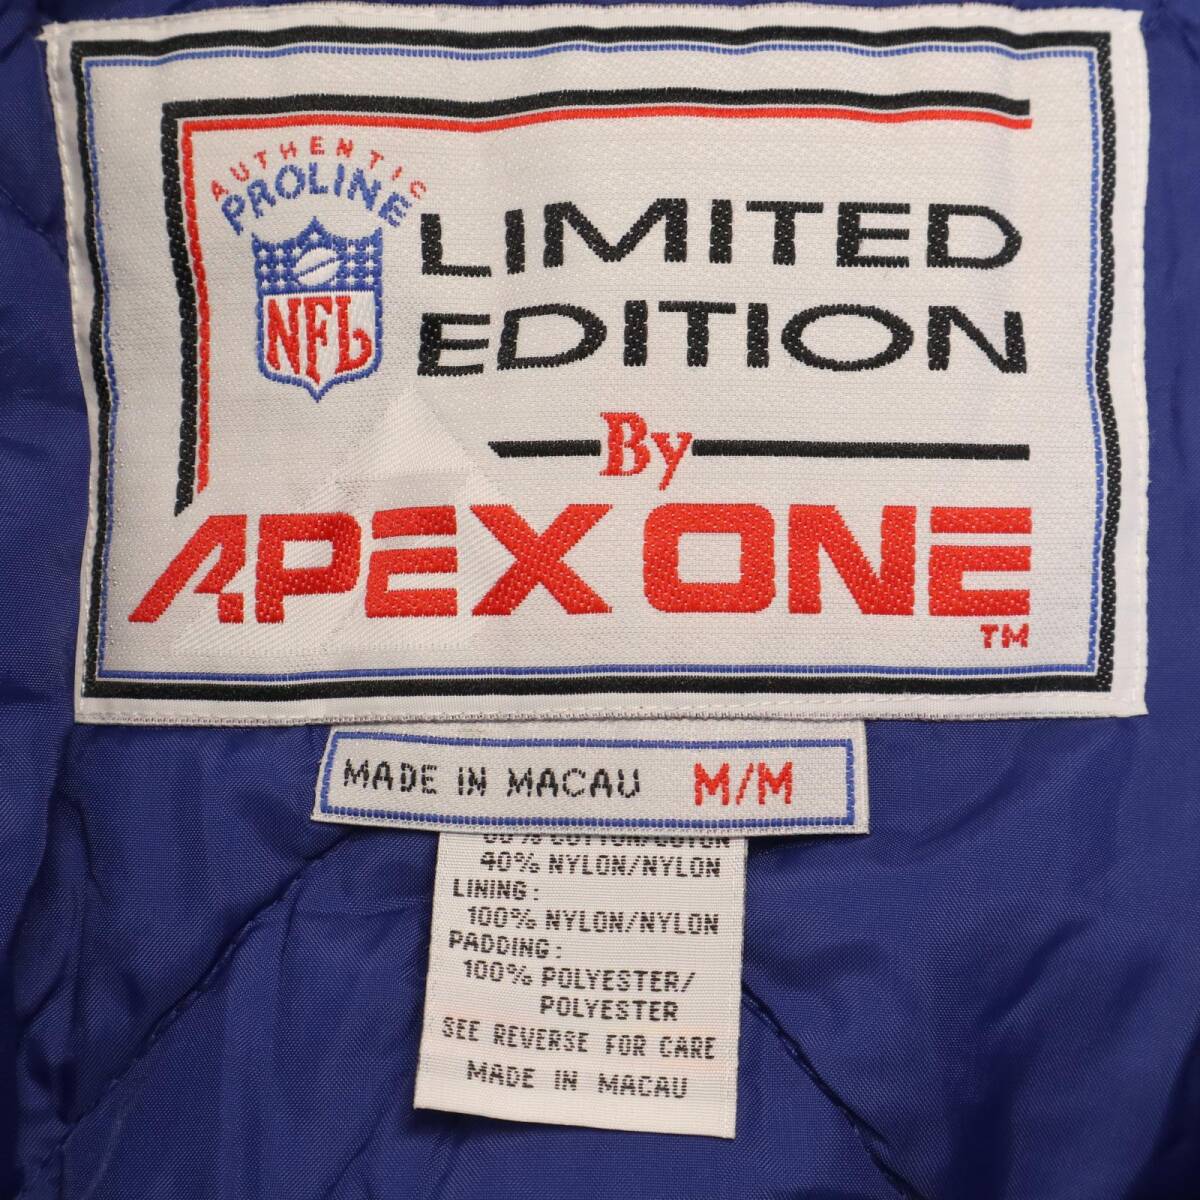 AUTHENTIC
PROLINE
NFL
LIMITED
EDITION
By
APEX ONE
TM
MADE IN MACAU M/M
40% NYLON/NYLON
LINING:
100% NYLON/NYLON
PADDING:
100% POLYESTER/
POLYESTER
SEE REVERSE FOR CARE
MADE IN MACAU